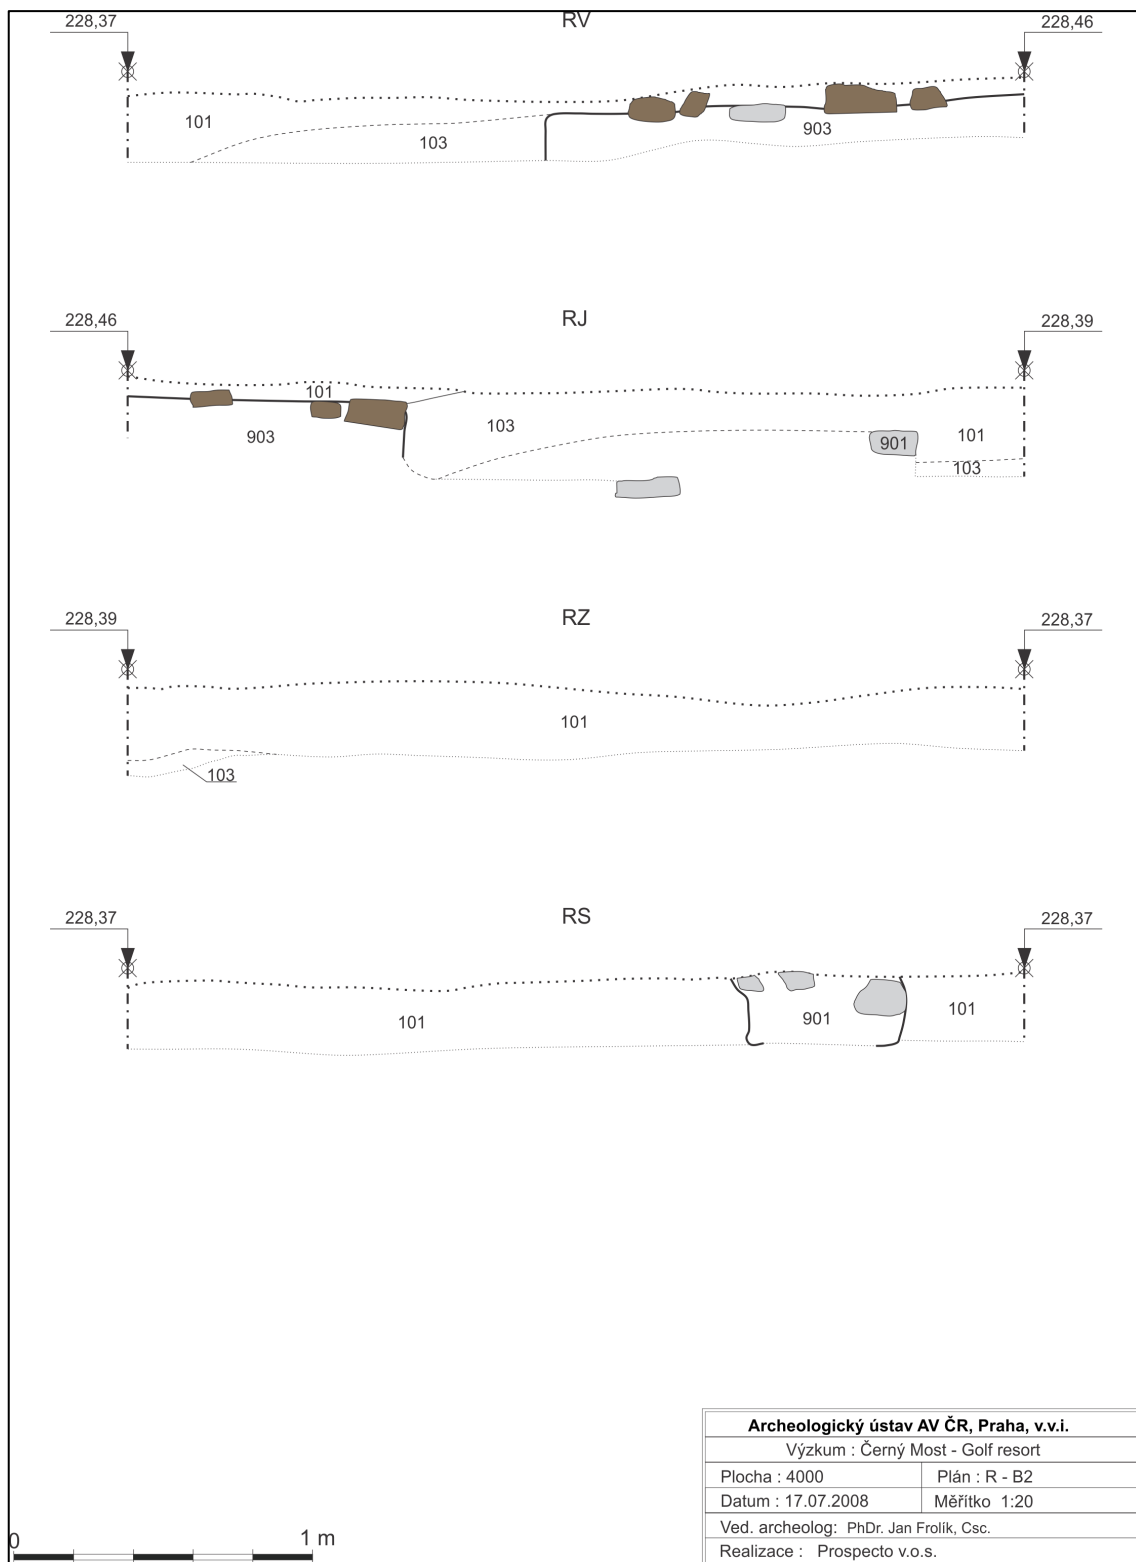 RV
228,37 228,46
101
103
903
RJ
228,46 228,39
101
103
903
901
101
103
RZ
228,39 228,37
101
103
RS
228,37 228,37
101
901
101
Archeologický ústav AV ČR, Praha, v.v.i.
Výzkum : Černý Most - Golf resort
Plocha : 4000 Plán : R - B2
Datum : 17.07.2008 Měřítko 1:20
Ved. archeolog: PhDr. Jan Frolík, Csc.
Realizace : Prospecto v.o.s.
0 1 m